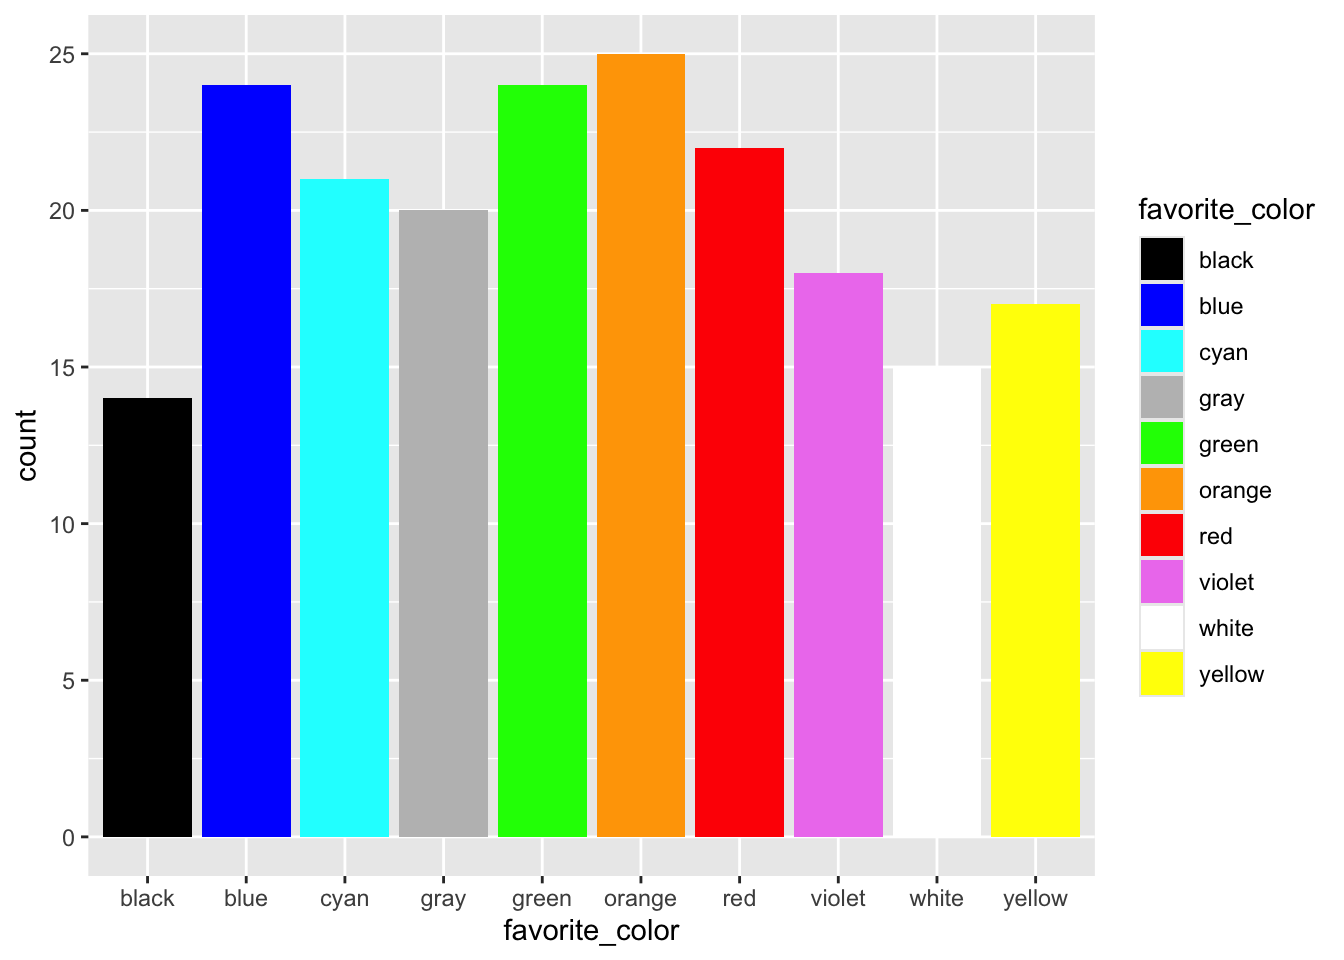 25
20
15
10
5
0
count
black blue cyan gray green orange red violet white yellow
favorite_color
favorite_color
black
blue
cyan
gray
green
orange
red
violet
white
yellow